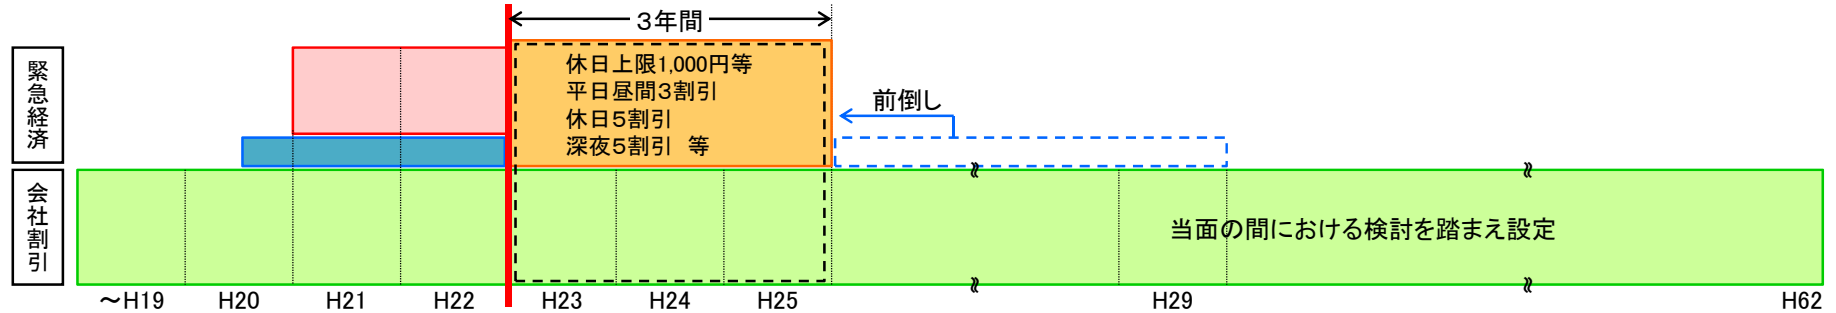 3年間
緊急経済
休日上限1,000円等
平日昼間3割引
休日5割引
深夜5割引 等
前倒し
会社割引
当面の間における検討を踏まえ設定
～H19 H20 H21 H22 H23 H24 H25 H29 H62